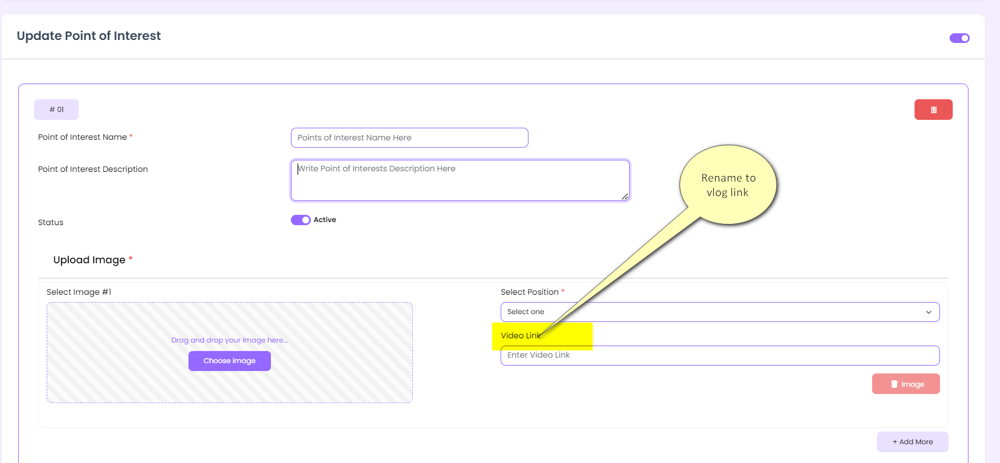 Update Point of Interest
# 01
Point of Interest Name *
Points of Interest Name Here
Point of Interest Description
Write Point of Interests Description Here
Rename to
vlog link
Status
Active
Upload Image *
Select Image #1
Select Position *
Select one
Drag and drop your image here...
Choose image
Video Link
Enter Video Link
Image
+ Add More